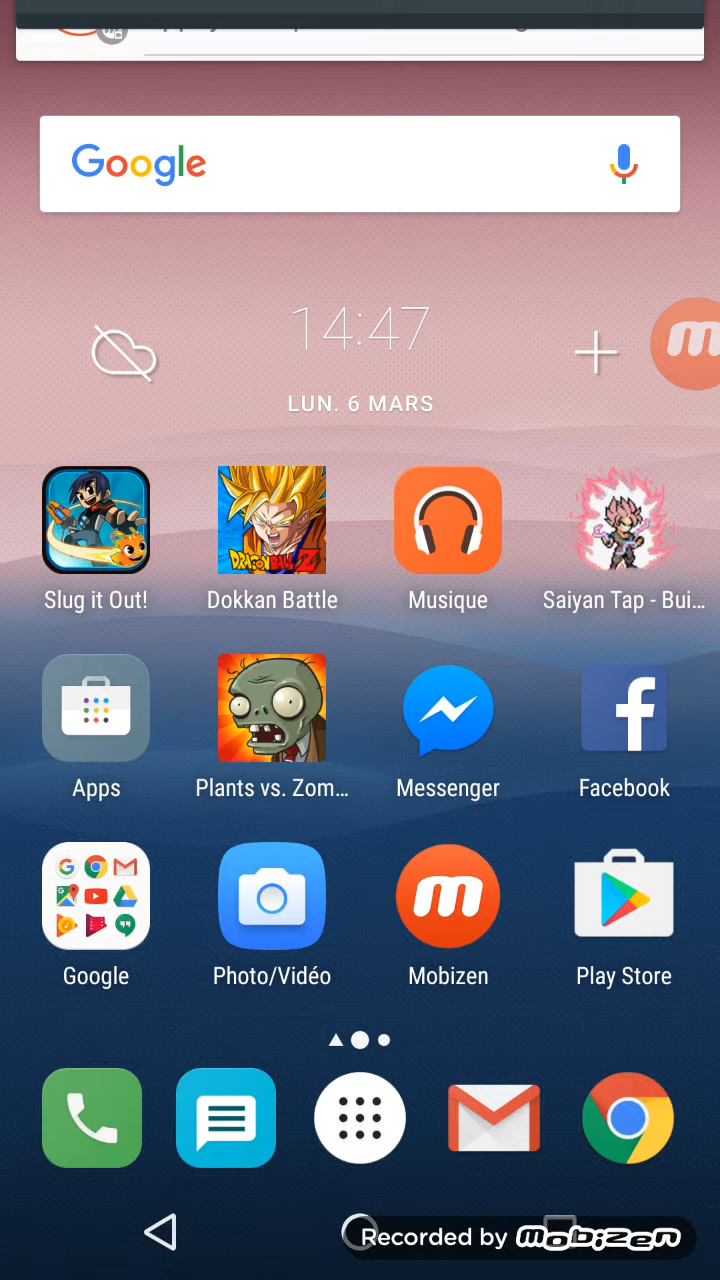 Google
14:47
LUN. 6 MARS
DRAGONBALL Z
Slug it Out!
Dokkan Battle
Musique
Saiyan Tap - Bui...
Apps
Plants vs. Zom...
Messenger
Facebook
Google
Photo/Vidéo
Mobizen
Play Store
Recorded by mobizen